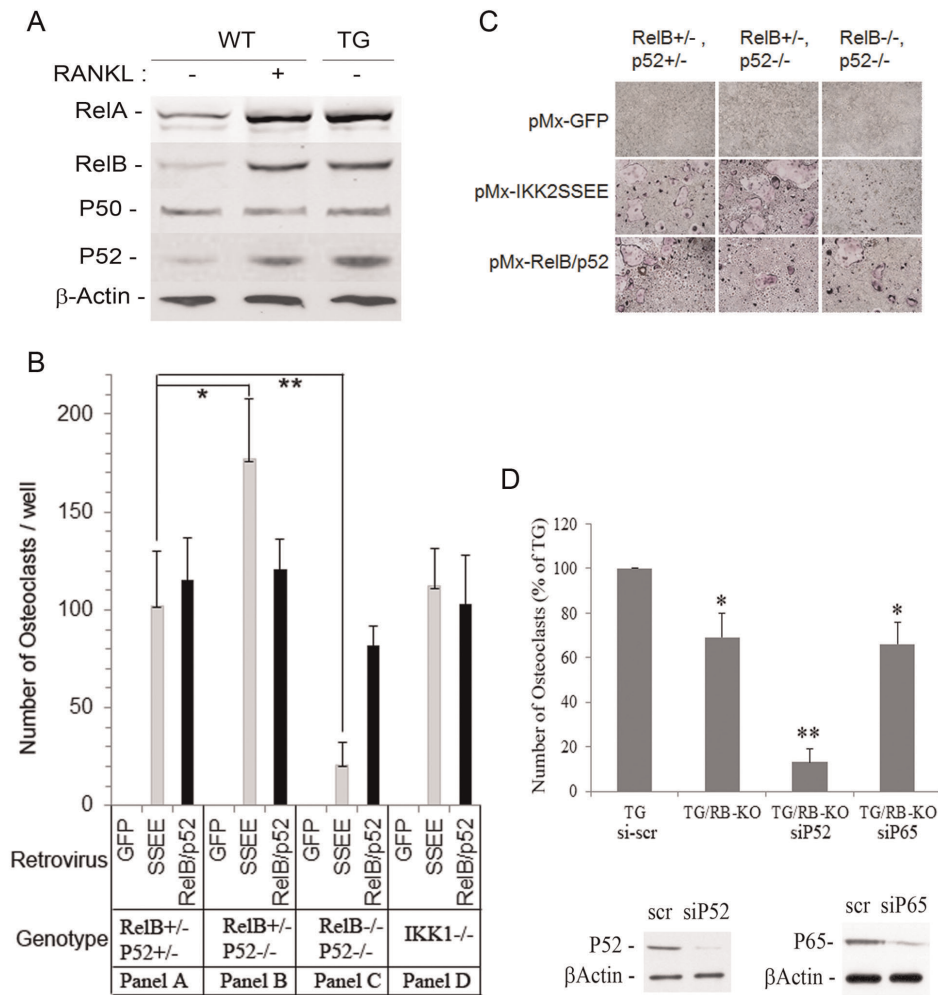 A
WT TG
RANKL : - + -
RelA -
RelB -
P50 -
P52 -
β-Actin -
C
RelB+/- , p52+/-
RelB+/-, p52-/-
RelB-/-, p52-/-
pMx-GFP
pMx-IKK2SSEE
pMx-RelB/p52
B
Number of Osteoclasts / well
200
150
100
50
0
* **
Retrovirus GFP SSEE RelB/p52 GFP SSEE RelB/p52 GFP SSEE RelB/p52 GFP SSEE RelB/p52
Genotype RelB+/- P52+/- RelB+/- P52-/- RelB-/- P52-/- IKK1-/-
Panel A Panel B Panel C Panel D
D
Number of Osteoclasts (% of TG)
120
100
80
60
40
20
0
* ** *
TG si-scr
TG/RB-KO
TG/RB-KO siP52
TG/RB-KO siP65
scr siP52
P52-
βActin -
scr siP65
P65-
βActin -